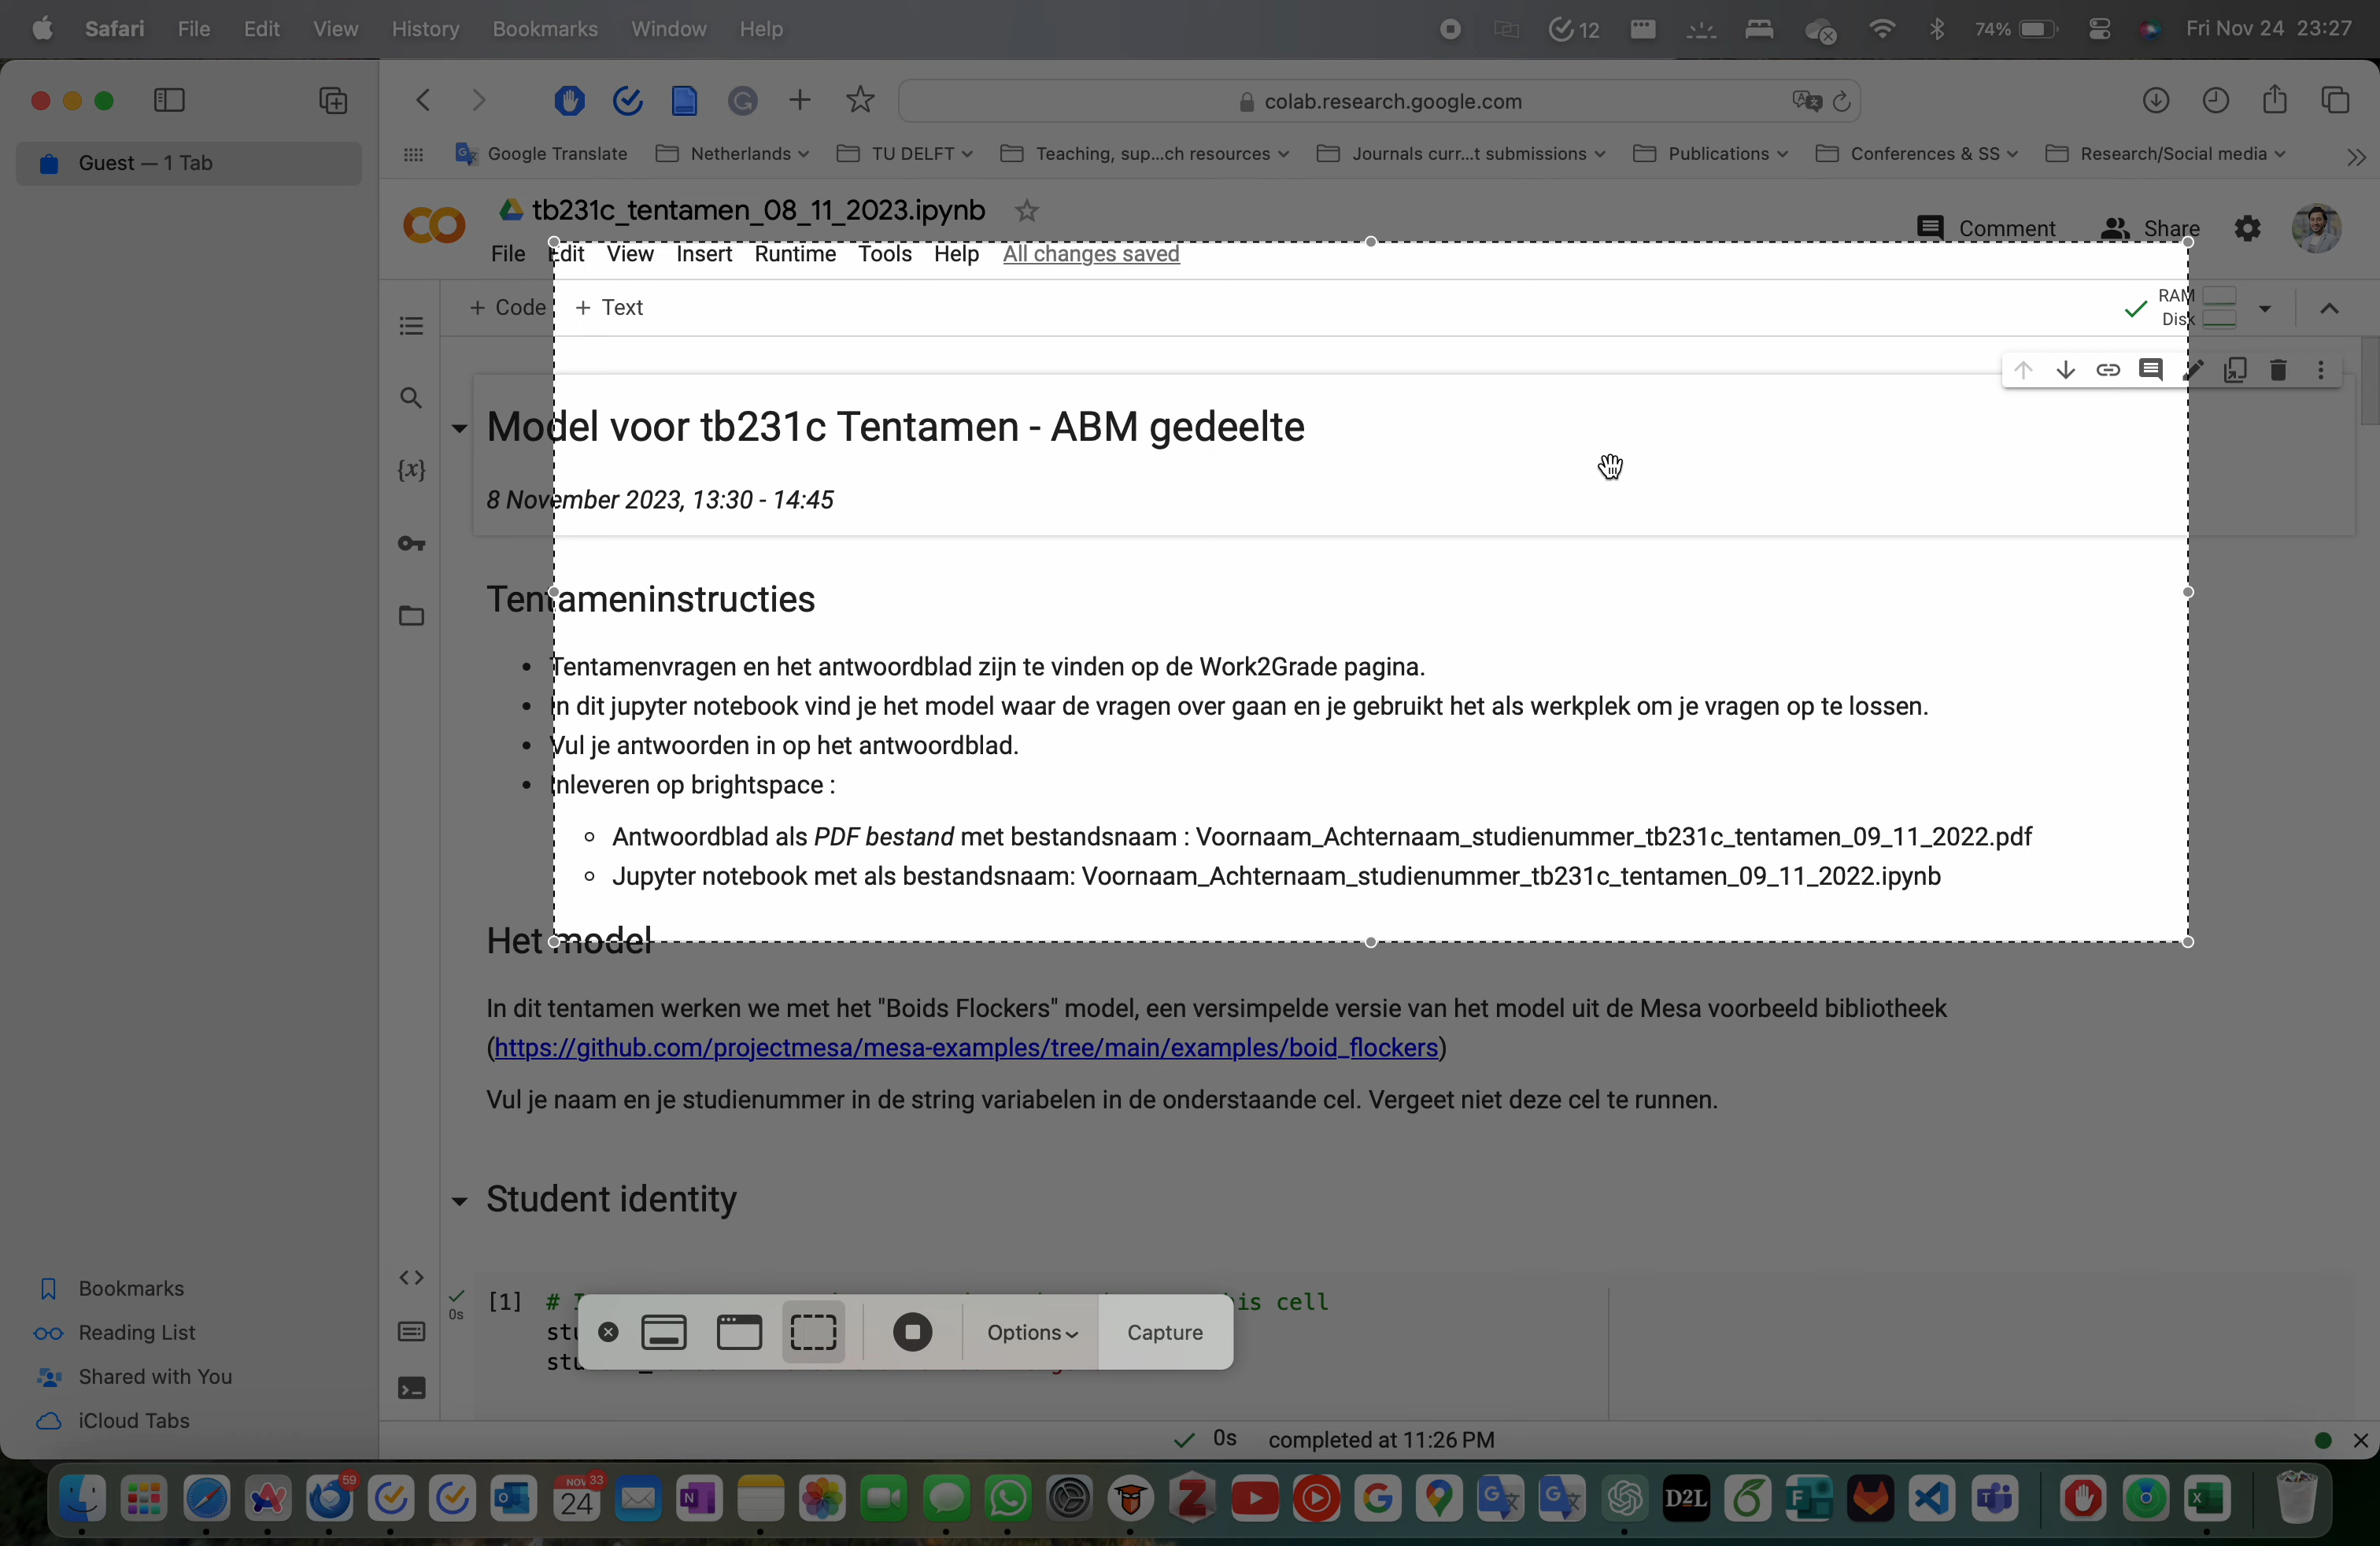 Safari File Edit View History Bookmarks Window Help 12 74% Fri Nov 24 23:27
Guest — 1 Tab
colab.research.google.com
Google Translate Netherlands TU DELFT Teaching, sup...ch resources Journals curr...t submissions Publications Conferences & SS Research/Social media
tb231c_tentamen_08_11_2023.ipynb
Comment Share
File Edit View Insert Runtime Tools Help All changes saved
+ Code + Text
RAM
Disk
Model voor tb231c Tentamen - ABM gedeelte
8 November 2023, 13:30 - 14:45
Tentameninstructies
• Tentamenvragen en het antwoordblad zijn te vinden op de Work2Grade pagina.
• In dit jupyter notebook vind je het model waar de vragen over gaan en je gebruikt het als werkplek om je vragen op te lossen.
• Vul je antwoorden in op het antwoordblad.
• Inleveren op brightspace :
Antwoordblad als PDF bestand met bestandsnaam : Voornaam_Achternaam_studienummer_tb231c_tentamen_09_11_2022.pdf
Jupyter notebook met als bestandsnaam: Voornaam_Achternaam_studienummer_tb231c_tentamen_09_11_2022.ipynb
Het model
In dit tentamen werken we met het "Boids Flockers" model, een versimpelde versie van het model uit de Mesa voorbeeld bibliotheek
(https://github.com/projectmesa/mesa-examples/tree/main/examples/boid_flockers)
Vul je naam en je studienummer in de string variabelen in de onderstaande cel. Vergeet niet deze cel te runnen.
Student identity
Bookmarks
Reading List
Shared with You
iCloud Tabs
0s
[1] # cell
Options Capture
0s completed at 11:26 PM
59
NOV 33
24
D2L